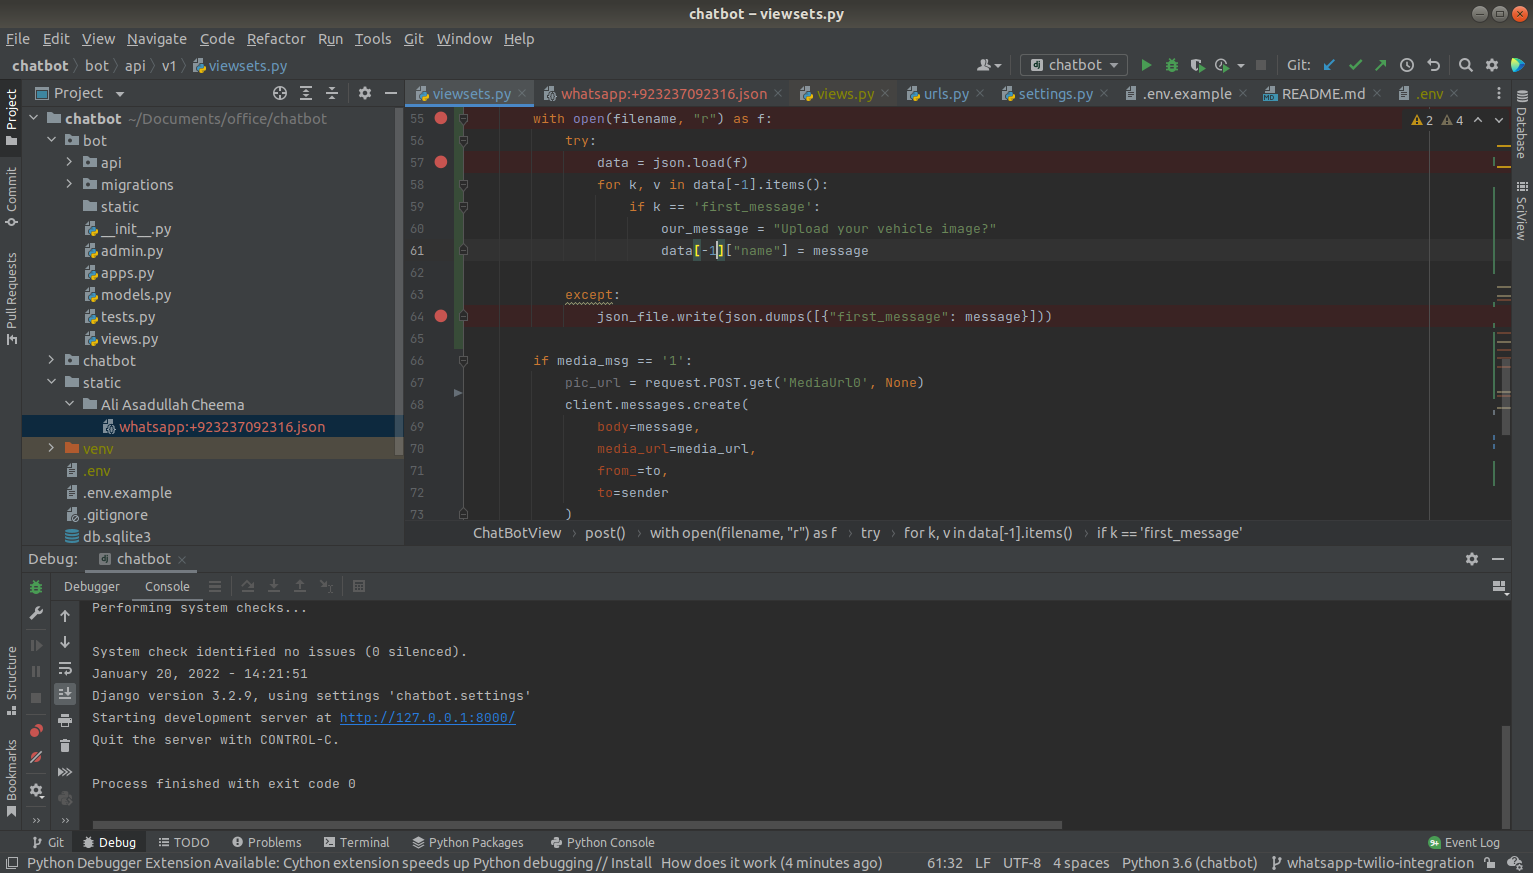 chatbot – viewsets.py
File Edit View Navigate Code Refactor Run Tools Git Window Help
chatbot bot api v1 viewsets.py
chatbot
Git:
Project
viewsets.py whatsapp:+923237092316.json views.py urls.py settings.py .env.example README.md .env
Project
Commit
Pull Requests
Structure
Bookmarks
chatbot ~/Documents/office/chatbot
bot
api
migrations
static
__init__.py
admin.py
apps.py
models.py
tests.py
views.py
chatbot
static
Ali Asadullah Cheema
whatsapp:+923237092316.json
venv
.env
.env.example
.gitignore
db.sqlite3
55 with open(filename, "r") as f:
56 try:
57 data = json.load(f)
58 for k, v in data[-1].items():
59 if k == 'first_message':
60 our_message = "Upload your vehicle image?"
61 data[-1]["name"] = message
62
63 except:
64 json_file.write(json.dumps([{"first_message": message}]))
65
66 if media_msg == '1':
67 pic_url = request.POST.get('MediaUrl0', None)
68 client.messages.create(
69 body=message,
70 media_url=media_url,
71 from_=to,
72 to=sender
73 )
2 4
Database
SciView
ChatBotView post() with open(filename, "r") as f try for k, v in data[-1].items() if k == 'first_message'
Debug: chatbot
Debugger Console
Performing system checks...
System check identified no issues (0 silenced).
January 20, 2022 - 14:21:51
Django version 3.2.9, using settings 'chatbot.settings'
Starting development server at http://127.0.0.1:8000/
Quit the server with CONTROL-C.
Process finished with exit code 0
Git Debug TODO Problems Terminal Python Packages Python Console 9+ Event Log
Python Debugger Extension Available: Cython extension speeds up Python debugging // Install How does it work (4 minutes ago) 61:32 LF UTF-8 4 spaces Python 3.6 (chatbot) whatsapp-twilio-integration